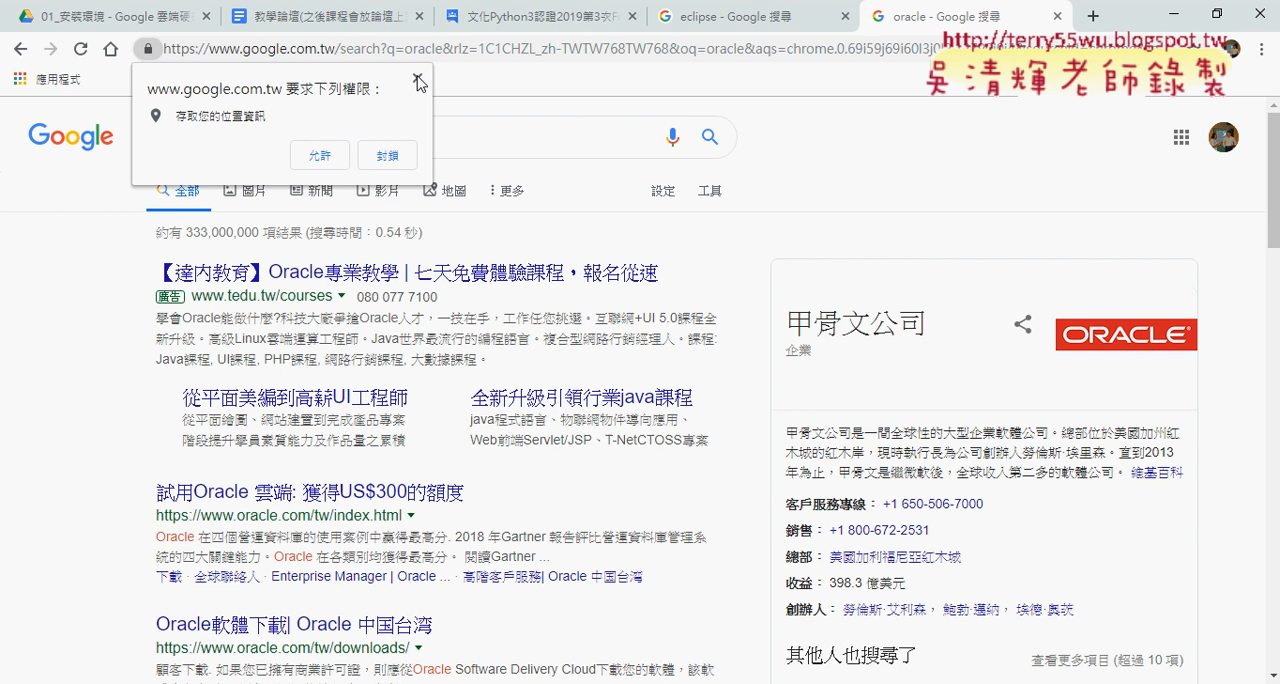 01_安裝環境 - Google 雲端硬
教學論壇(之後課程會放論壇上
文化Python3認證2019第3次
eclipse - Google 搜尋
oracle - Google 搜尋
https://www.google.com.tw/search?q=oracle&rlz=1C1CHZL_zh-TWTW768TW768&oq=oracle&aqs=chrome.0.69i59j69i60l3j0
http://terry55wu.blogspot.tw
吳清輝老師錄製
應用程式
www.google.com.tw 要求下列權限：
存取您的位置資訊
允許
封鎖
Google
全部
圖片
新聞
影片
地圖
更多
設定
工具
約有 333,000,000 項結果 (搜尋時間：0.54 秒)
【達内教育】Oracle專業教學 | 七天免費體驗課程，報名從速
廣告 www.tedu.tw/courses 080 077 7100
學會Oracle能做什麼?科技大廠爭搶Oracle人才，一技在手，工作任您挑選。互聯網+UI 5.0課程全
新升級。高級Linux雲端運算工程師。Java世界最流行的編程語言。複合型網路行銷經理人。課程:
Java課程, UI課程, PHP課程, 網路行銷課程, 大數據課程。
從平面美編到高薪UI工程師
從平面繪圖、網站建置到完成產品專案
階段提升學員素質能力及作品量之累積
全新升級引領行業java課程
java程式語言、物聯網物件導向應用、
Web前端Servlet/JSP、T-NetCTOSS專案
試用Oracle 雲端: 獲得US$300的額度
https://www.oracle.com/tw/index.html
Oracle 在四個營運資料庫的使用案例中贏得最高分. 2018 年Gartner 報告評比營運資料庫管理系
統的四大關鍵能力。Oracle 在各類別均獲得最高分。 閱讀Gartner ...
下載 · 全球聯絡人 · Enterprise Manager | Oracle ... · 高階客戶服務| Oracle 中国台湾
Oracle軟體下載| Oracle 中国台湾
https://www.oracle.com/tw/downloads/
顧客下載. 如果您已擁有商業許可證，則應從Oracle Software Delivery Cloud下載您的軟體，該軟
甲骨文公司
企業
ORACLE
甲骨文公司是一間全球性的大型企業軟體公司。總部位於美國加州紅
木城的紅木岸，現時執行長為公司創辦人勞倫斯·埃里森。直到2013
年為止，甲骨文是繼微軟後，全球收入第二多的軟體公司。 維基百科
客戶服務專線： +1 650-506-7000
銷售： +1 800-672-2531
總部： 美國加利福尼亞紅木城
收益： 398.3 億美元
創辦人： 勞倫斯·艾利森， 鮑勃·邁納， 埃德·奧茨
其他人也搜尋了
查看更多項目 (超過 10 項)